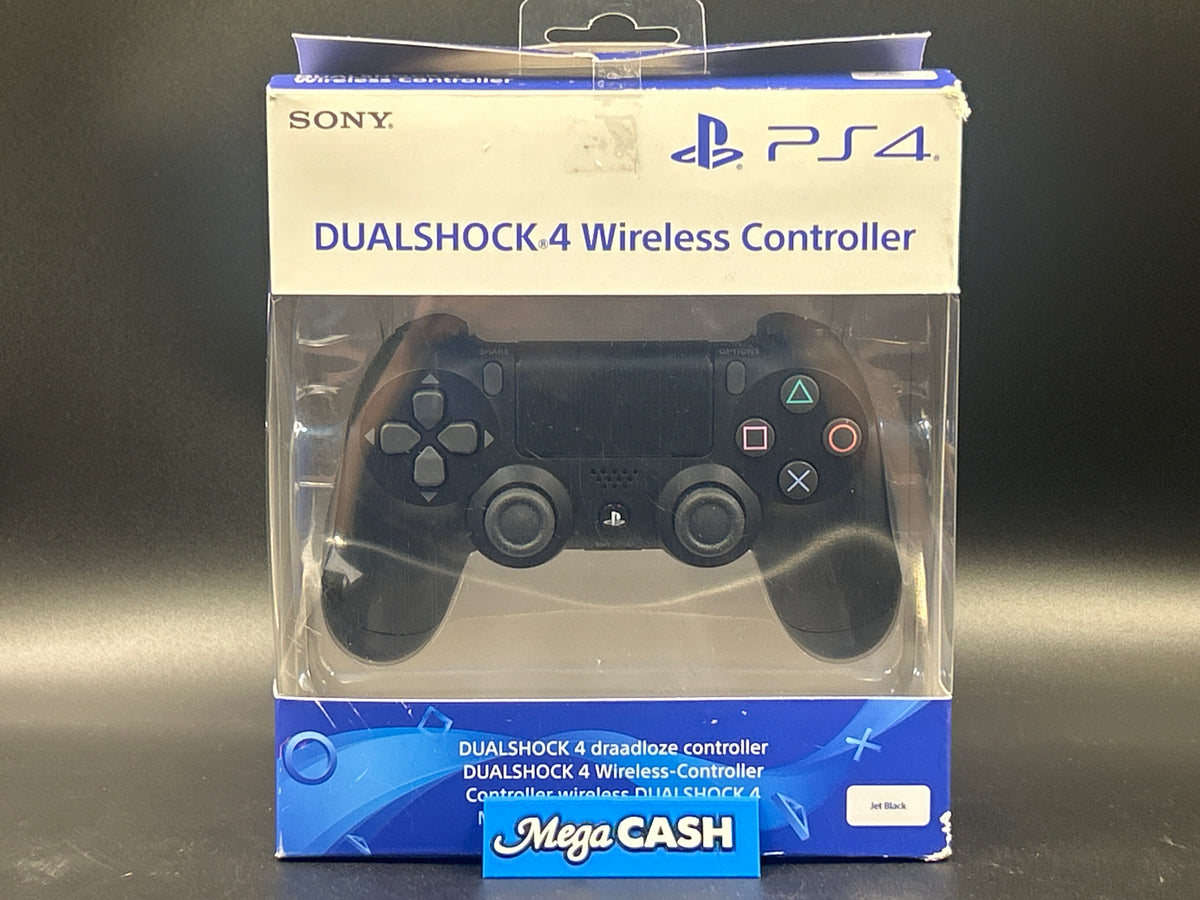 Wireless Controller
SONY®
PS4®
DUALSHOCK®4 Wireless Controller
SHARE
OPTIONS
DUALSHOCK 4 draadloze controller
DUALSHOCK 4 Wireless-Controller
Controller wireless DUALSHOCK 4
Jet Black
Mega CASH